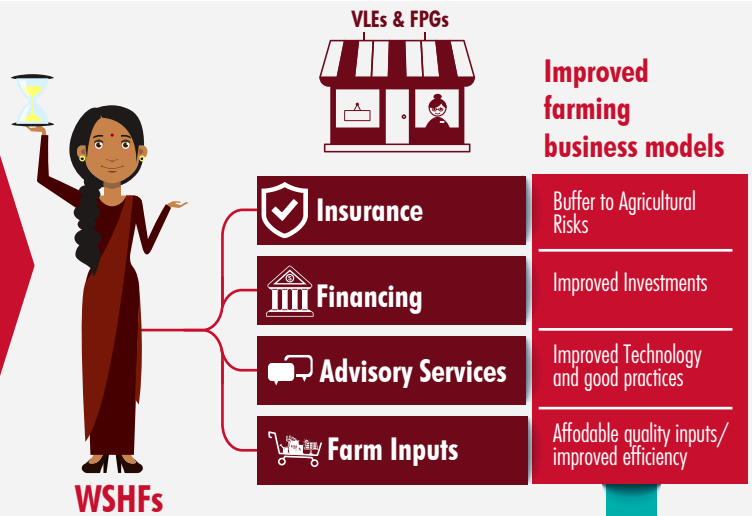 VLEs & FPGs
Improved
farming
business models
Insurance
Buffer to Agricultural
Risks
Financing
Improved Investments
Advisory Services
Improved Technology
and good practices
Farm Inputs
Affodable quality inputs/
improved efficiency
WSHFs